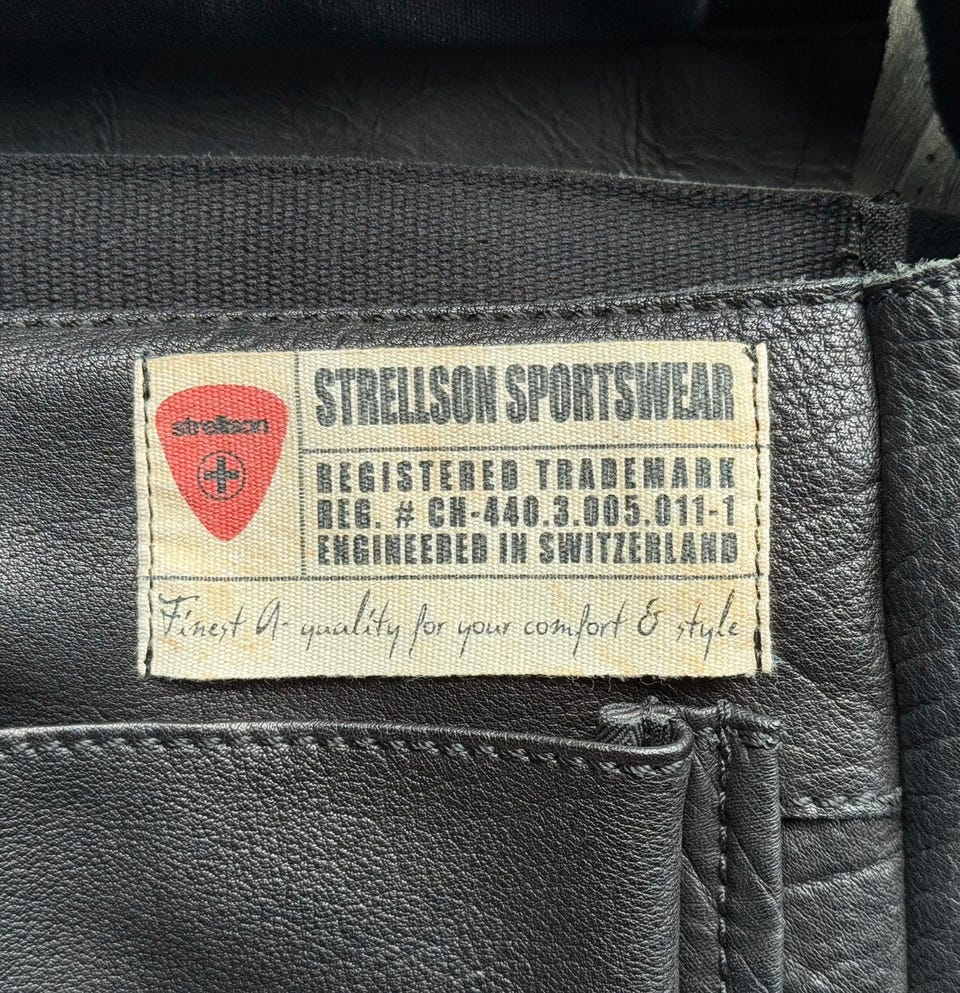 strellson
STRELLSON SPORTSWEAR
REGISTERED TRADEMARK
REG. # CH-440.3.005.011-1
ENGINEERED IN SWITZERLAND
Finest A- quality for your comfort & style